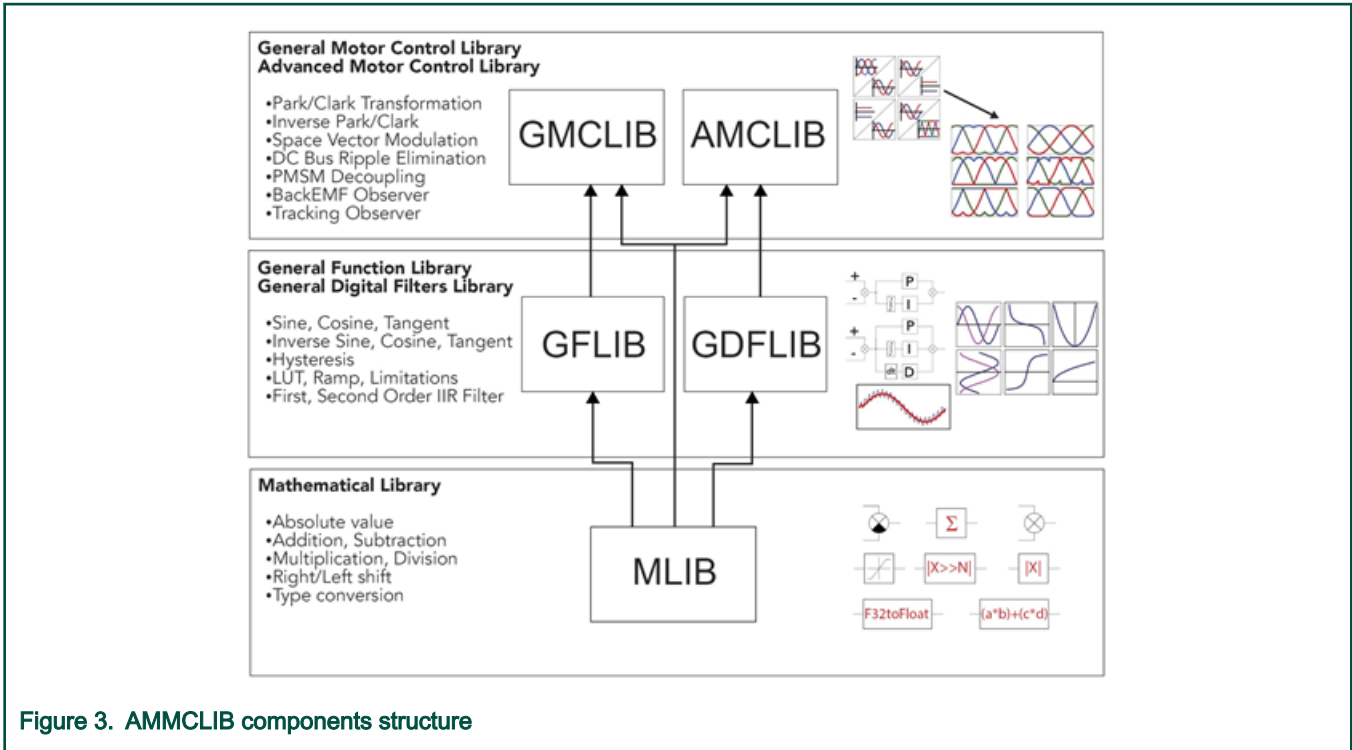 General Motor Control Library
Advanced Motor Control Library
•Park/Clark Transformation
•Inverse Park/Clark
•Space Vector Modulation
•DC Bus Ripple Elimination
•PMSM Decoupling
•BackEMF Observer
•Tracking Observer
GMCLIB
AMCLIB
General Function Library
General Digital Filters Library
•Sine, Cosine, Tangent
•Inverse Sine, Cosine, Tangent
•Hysteresis
•LUT, Ramp, Limitations
•First, Second Order IIR Filter
GFLIB
GDFLIB
+
-
P
∫
I
+
-
P
∫
I
dt
D
Mathematical Library
•Absolute value
•Addition, Subtraction
•Multiplication, Division
•Right/Left shift
•Type conversion
MLIB
Σ
|X>>N|
|X|
F32toFloat
(a*b)+(c*d)
Figure 3. AMMCLIB components structure